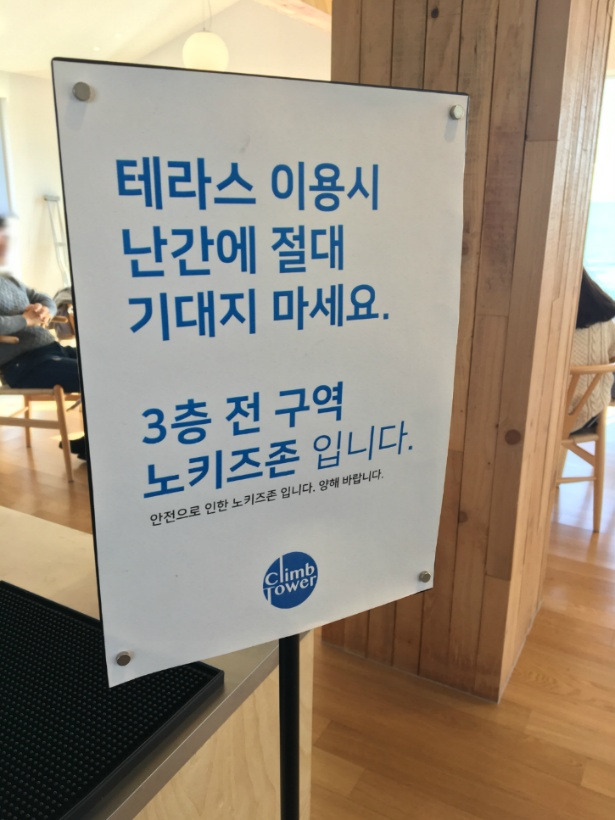 테라스 이용시
난간에 절대
기대지 마세요.
3층 전 구역
노키즈존 입니다.
안전으로 인한 노키즈존 입니다. 양해 바랍니다.
Climb
Tower